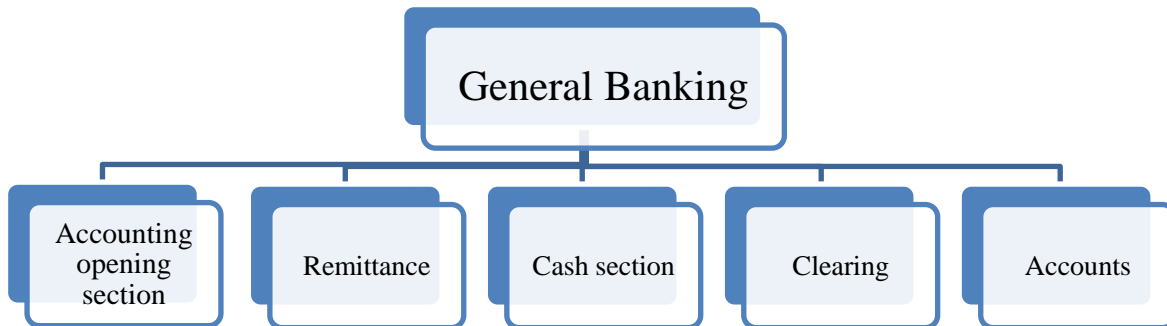 General Banking
Accounting
opening
section
Remittance
Cash section
Clearing
Accounts